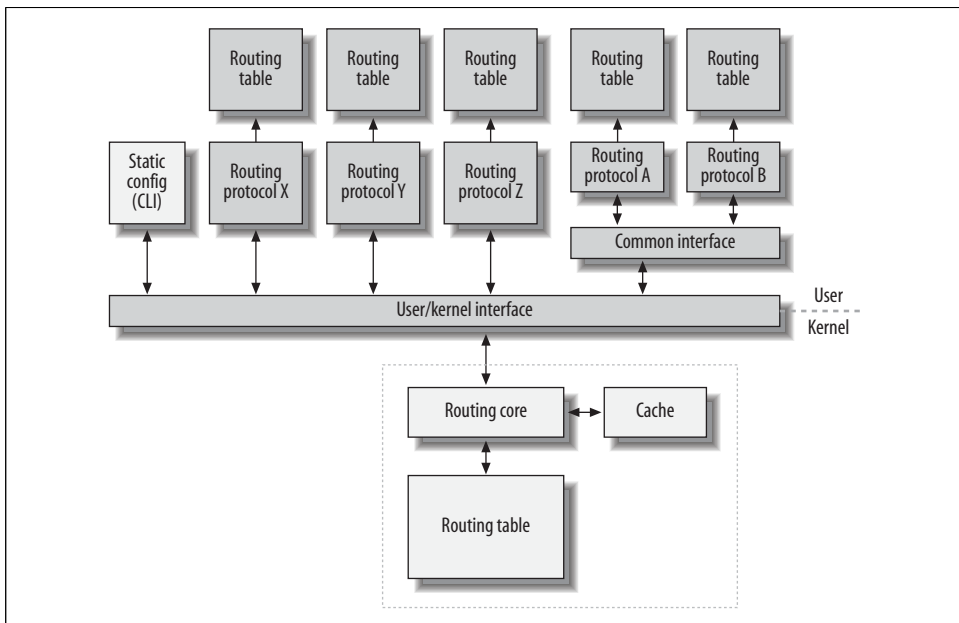 Routing
table
Routing
table
Routing
table
Routing
table
Routing
table
Static
config
(CLI)
Routing
protocol X
Routing
protocol Y
Routing
protocol Z
Routing
protocol A
Routing
protocol B
Common interface
User/kernel interface
User
Kernel
Routing core
Cache
Routing table